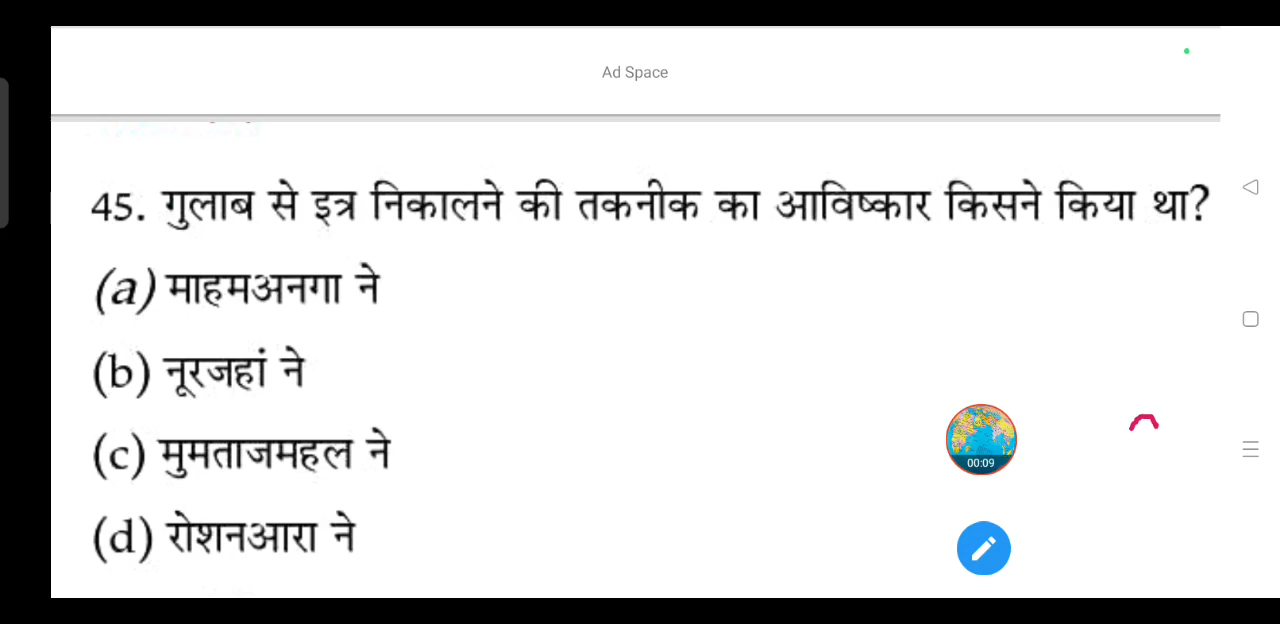 Ad Space
45. गुलाब से इत्र निकालने की तकनीक का आविष्कार किसने किया था?
(a) माहमअनगा ने
(b) नूरजहां ने
(c) मुमताजमहल ने
00:09
(d) रोशनआरा ने